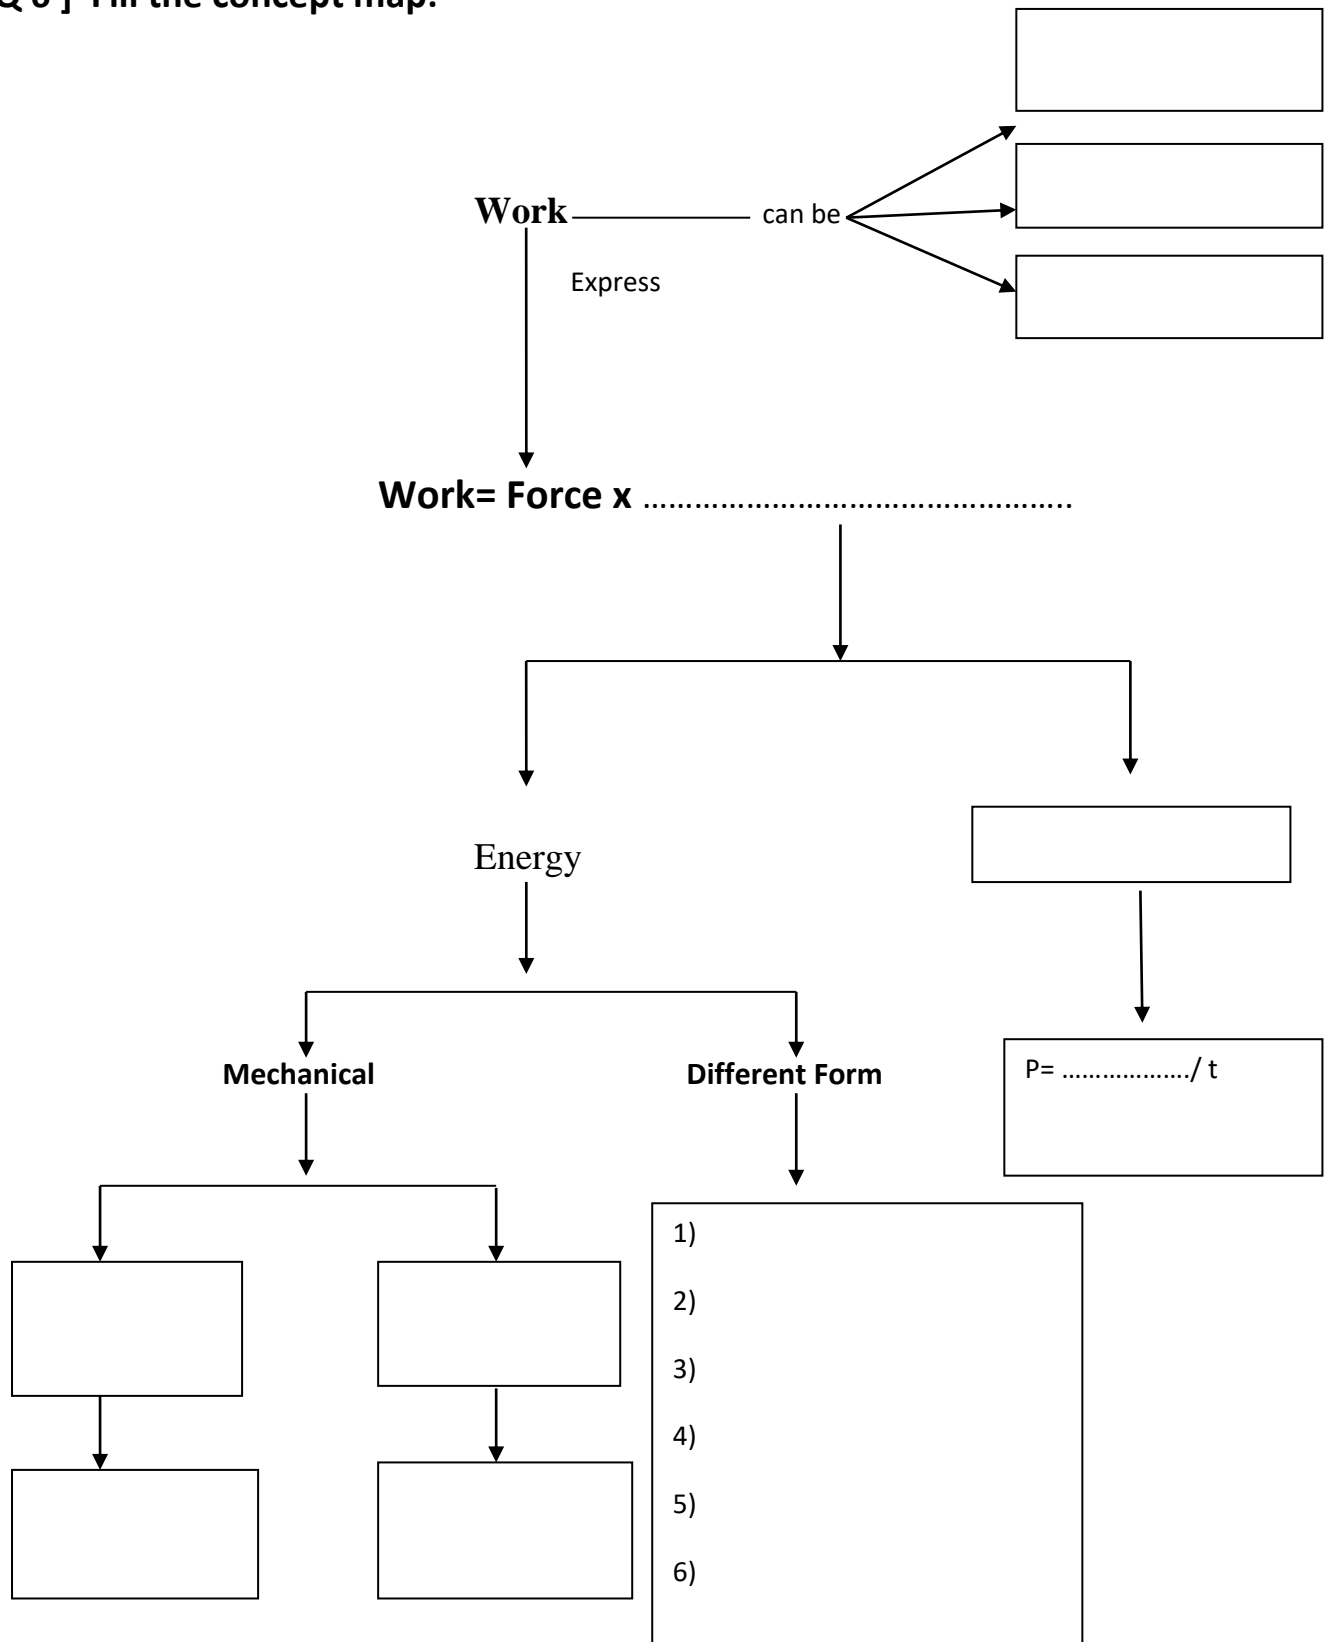 Q 6 ] Fill the concept map.
Work can be
Express
Work= Force x ………………………………………….
Energy
Mechanical
Different Form
P= ………………./ t
1)
2)
3)
4)
5)
6)